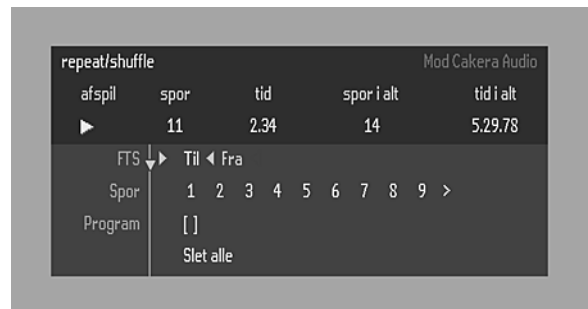 repeat/shuffle Mod Cakera Audio
afspil spor tid spor i alt tid i alt
11 2.34 14 5.29.78
FTS Til Fra
Spor 1 2 3 4 5 6 7 8 9 >
Program [ ]
Slet alle